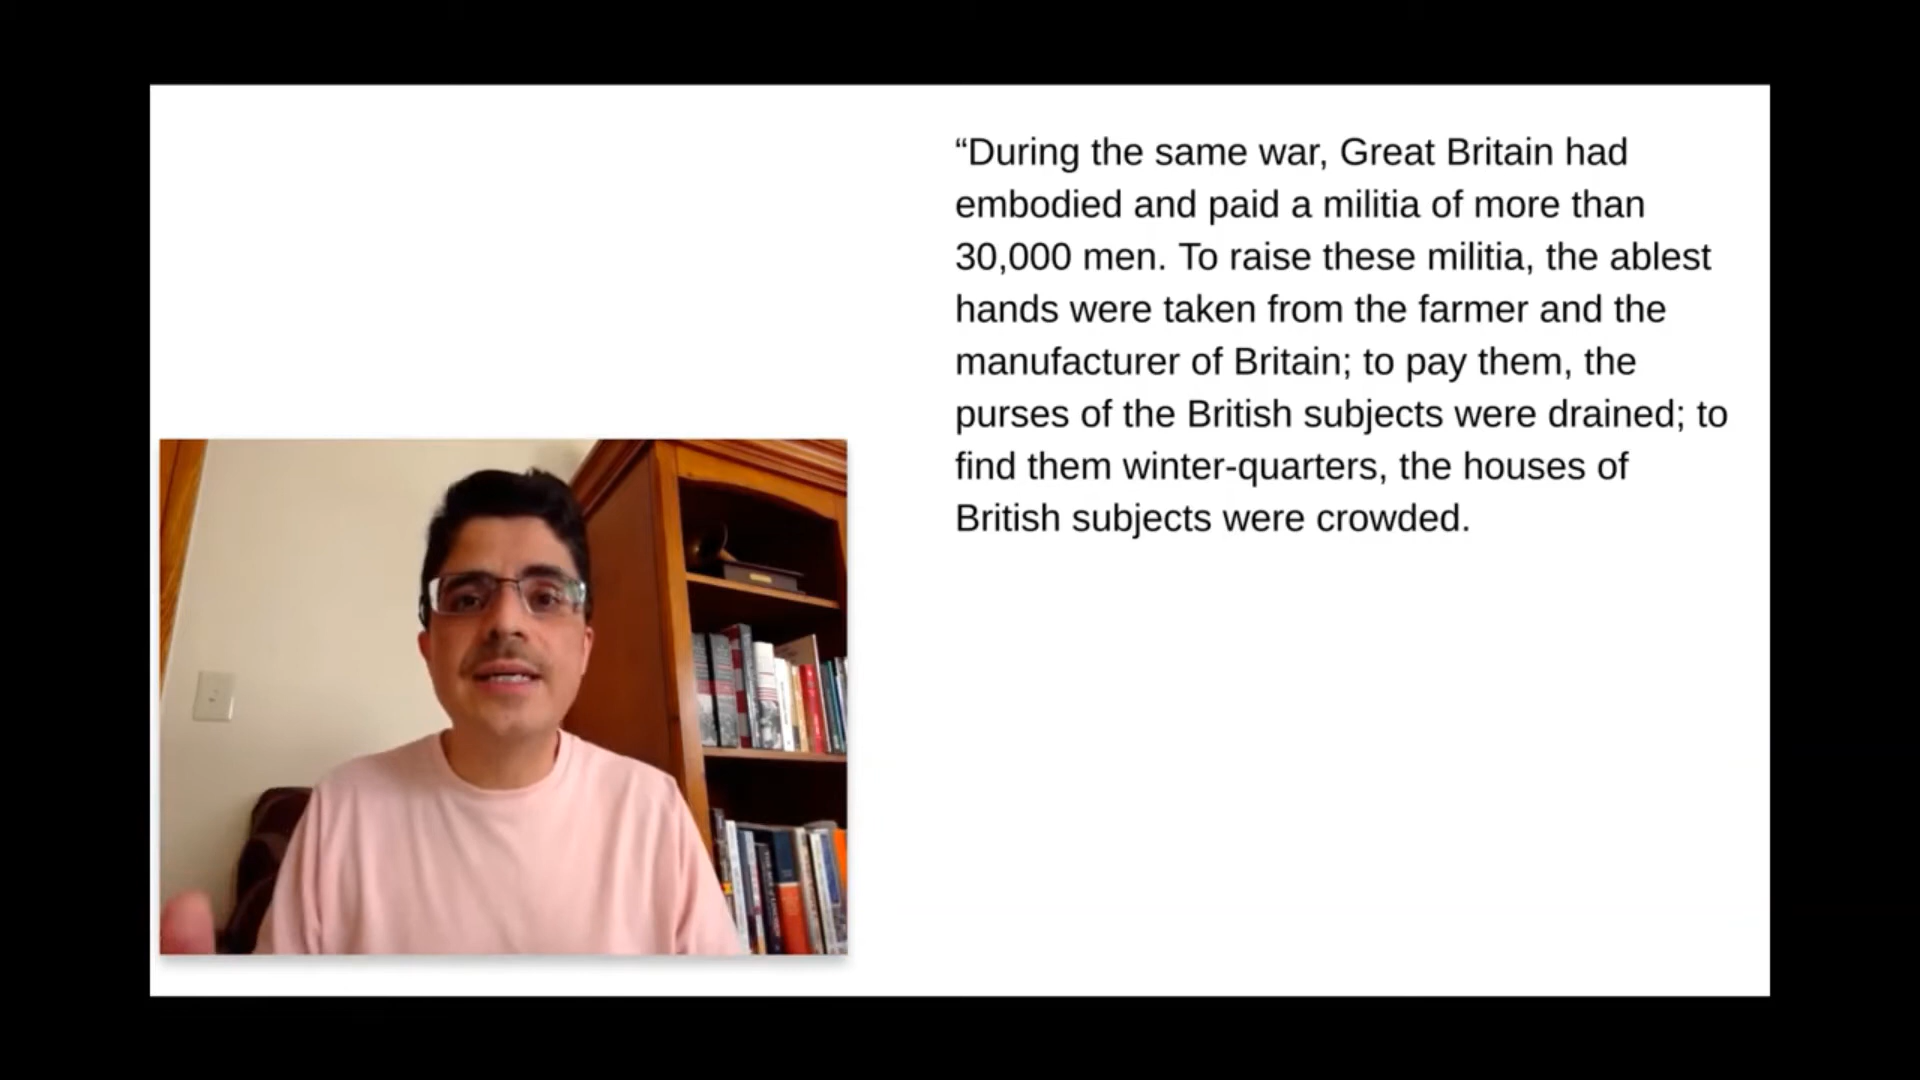 “During the same war, Great Britain had
embodied and paid a militia of more than
30,000 men. To raise these militia, the ablest
hands were taken from the farmer and the
manufacturer of Britain; to pay them, the
purses of the British subjects were drained; to
find them winter-quarters, the houses of
British subjects were crowded.